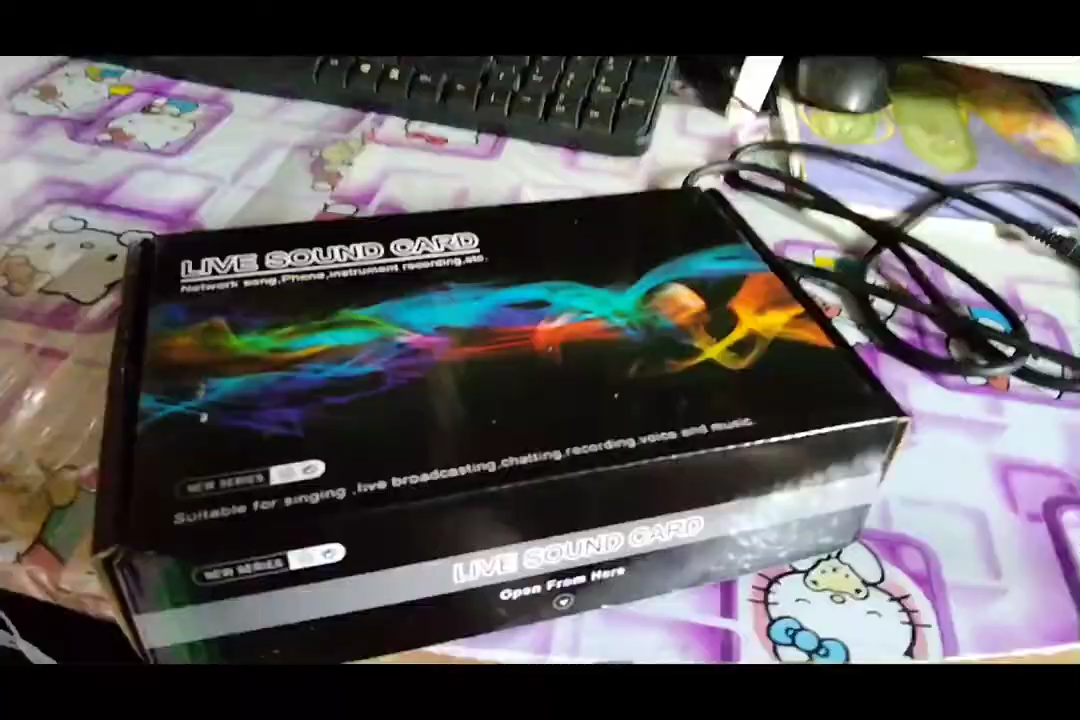 LIVE SOUND CARD
Network song,Phone,instrument recording,etc.
NEW SERIES
Suitable for singing ,live broadcasting,chatting,recording,voice and music.
NEW SERIES
LIVE SOUND CARD
Open From Here